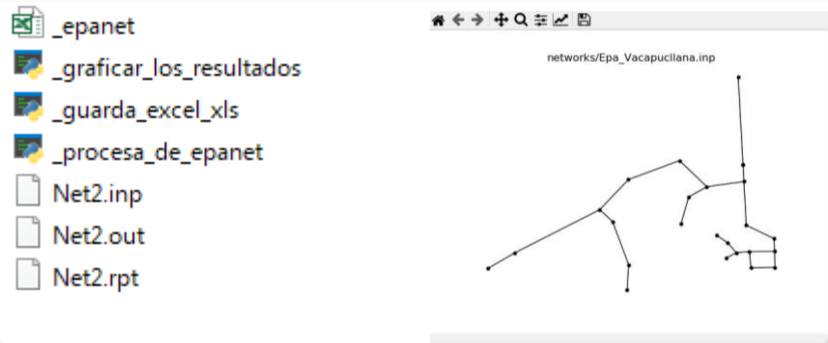 _epanet
_graficar_los_resultados
_guarda_excel_xls
_procesa_de_epanet
Net2.inp
Net2.out
Net2.rpt
networks/Epa_Vacapucllana.inp